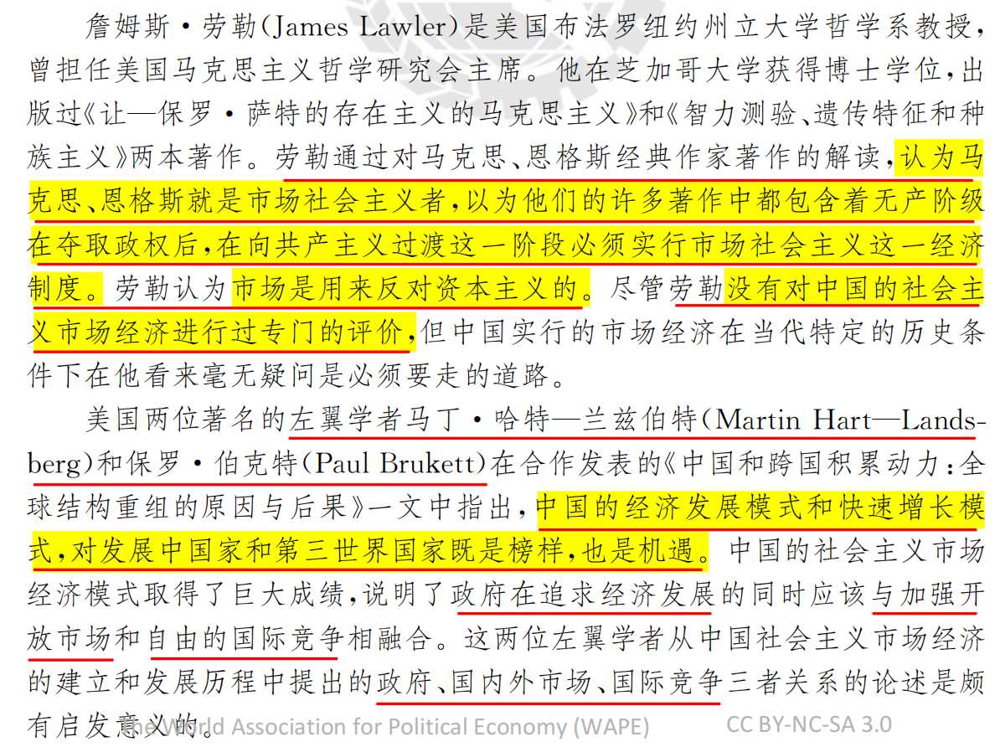 詹姆斯·劳勒(James Lawler)是美国布法罗纽约州立大学哲学系教授,
曾担任美国马克思主义哲学研究会主席。他在芝加哥大学获得博士学位,出
版过《让—保罗·萨特的存在主义的马克思主义》和《智力测验、遗传特征和种
族主义》两本著作。劳勒通过对马克思、恩格斯经典作家著作的解读,认为马
克思、恩格斯就是市场社会主义者,以为他们的许多著作中都包含着无产阶级
在夺取政权后,在向共产主义过渡这一阶段必须实行市场社会主义这一经济
制度。劳勒认为市场是用来反对资本主义的。尽管劳勒没有对中国的社会主
义市场经济进行过专门的评价,但中国实行的市场经济在当代特定的历史条
件下在他看来毫无疑问是必须要走的道路。
美国两位著名的左翼学者马丁·哈特—兰兹伯特(Martin Hart—Lands-
berg)和保罗·伯克特(Paul Brukett)在合作发表的《中国和跨国积累动力:全
球结构重组的原因与后果》一文中指出,中国的经济发展模式和快速增长模
式,对发展中国家和第三世界国家既是榜样,也是机遇。中国的社会主义市场
经济模式取得了巨大成绩,说明了政府在追求经济发展的同时应该与加强开
放市场和自由的国际竞争相融合。这两位左翼学者从中国社会主义市场经济
的建立和发展历程中提出的政府、国内外市场、国际竞争三者关系的论述是颇
有启发意义的。
The World Association for Political Economy (WAPE) CC BY-NC-SA 3.0